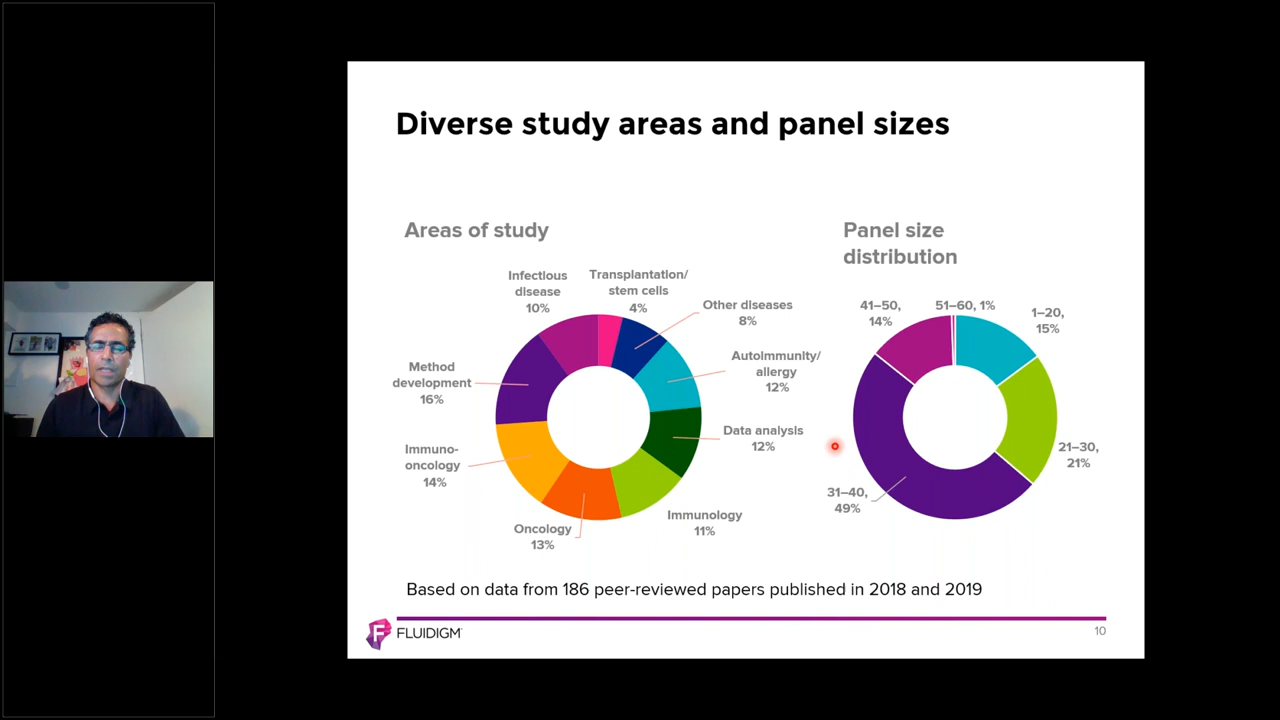 Diverse study areas and panel sizes
Areas of study
Infectious
disease
10%
Transplantation/
stem cells
4%
Other diseases
8%
Autoimmunity/
allergy
12%
Data analysis
12%
Immunology
11%
Oncology
13%
Immuno-
oncology
14%
Method
development
16%
Panel size
distribution
41–50,
14%
51–60, 1%
1–20,
15%
21–30,
21%
31–40,
49%
Based on data from 186 peer-reviewed papers published in 2018 and 2019
F FLUIDIGM
10